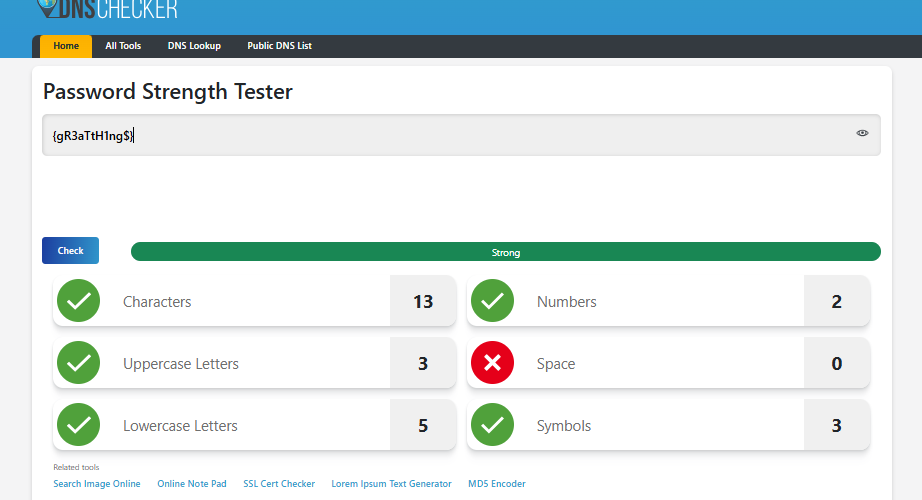 DNSCHECKER
Home All Tools DNS Lookup Public DNS List
Password Strength Tester
{gR3aTtH1ng$}
Check Strong
Characters 13 Numbers 2
Uppercase Letters 3 Space 0
Lowercase Letters 5 Symbols 3
Related tools
Search Image Online Online Note Pad SSL Cert Checker Lorem Ipsum Text Generator MD5 Encoder